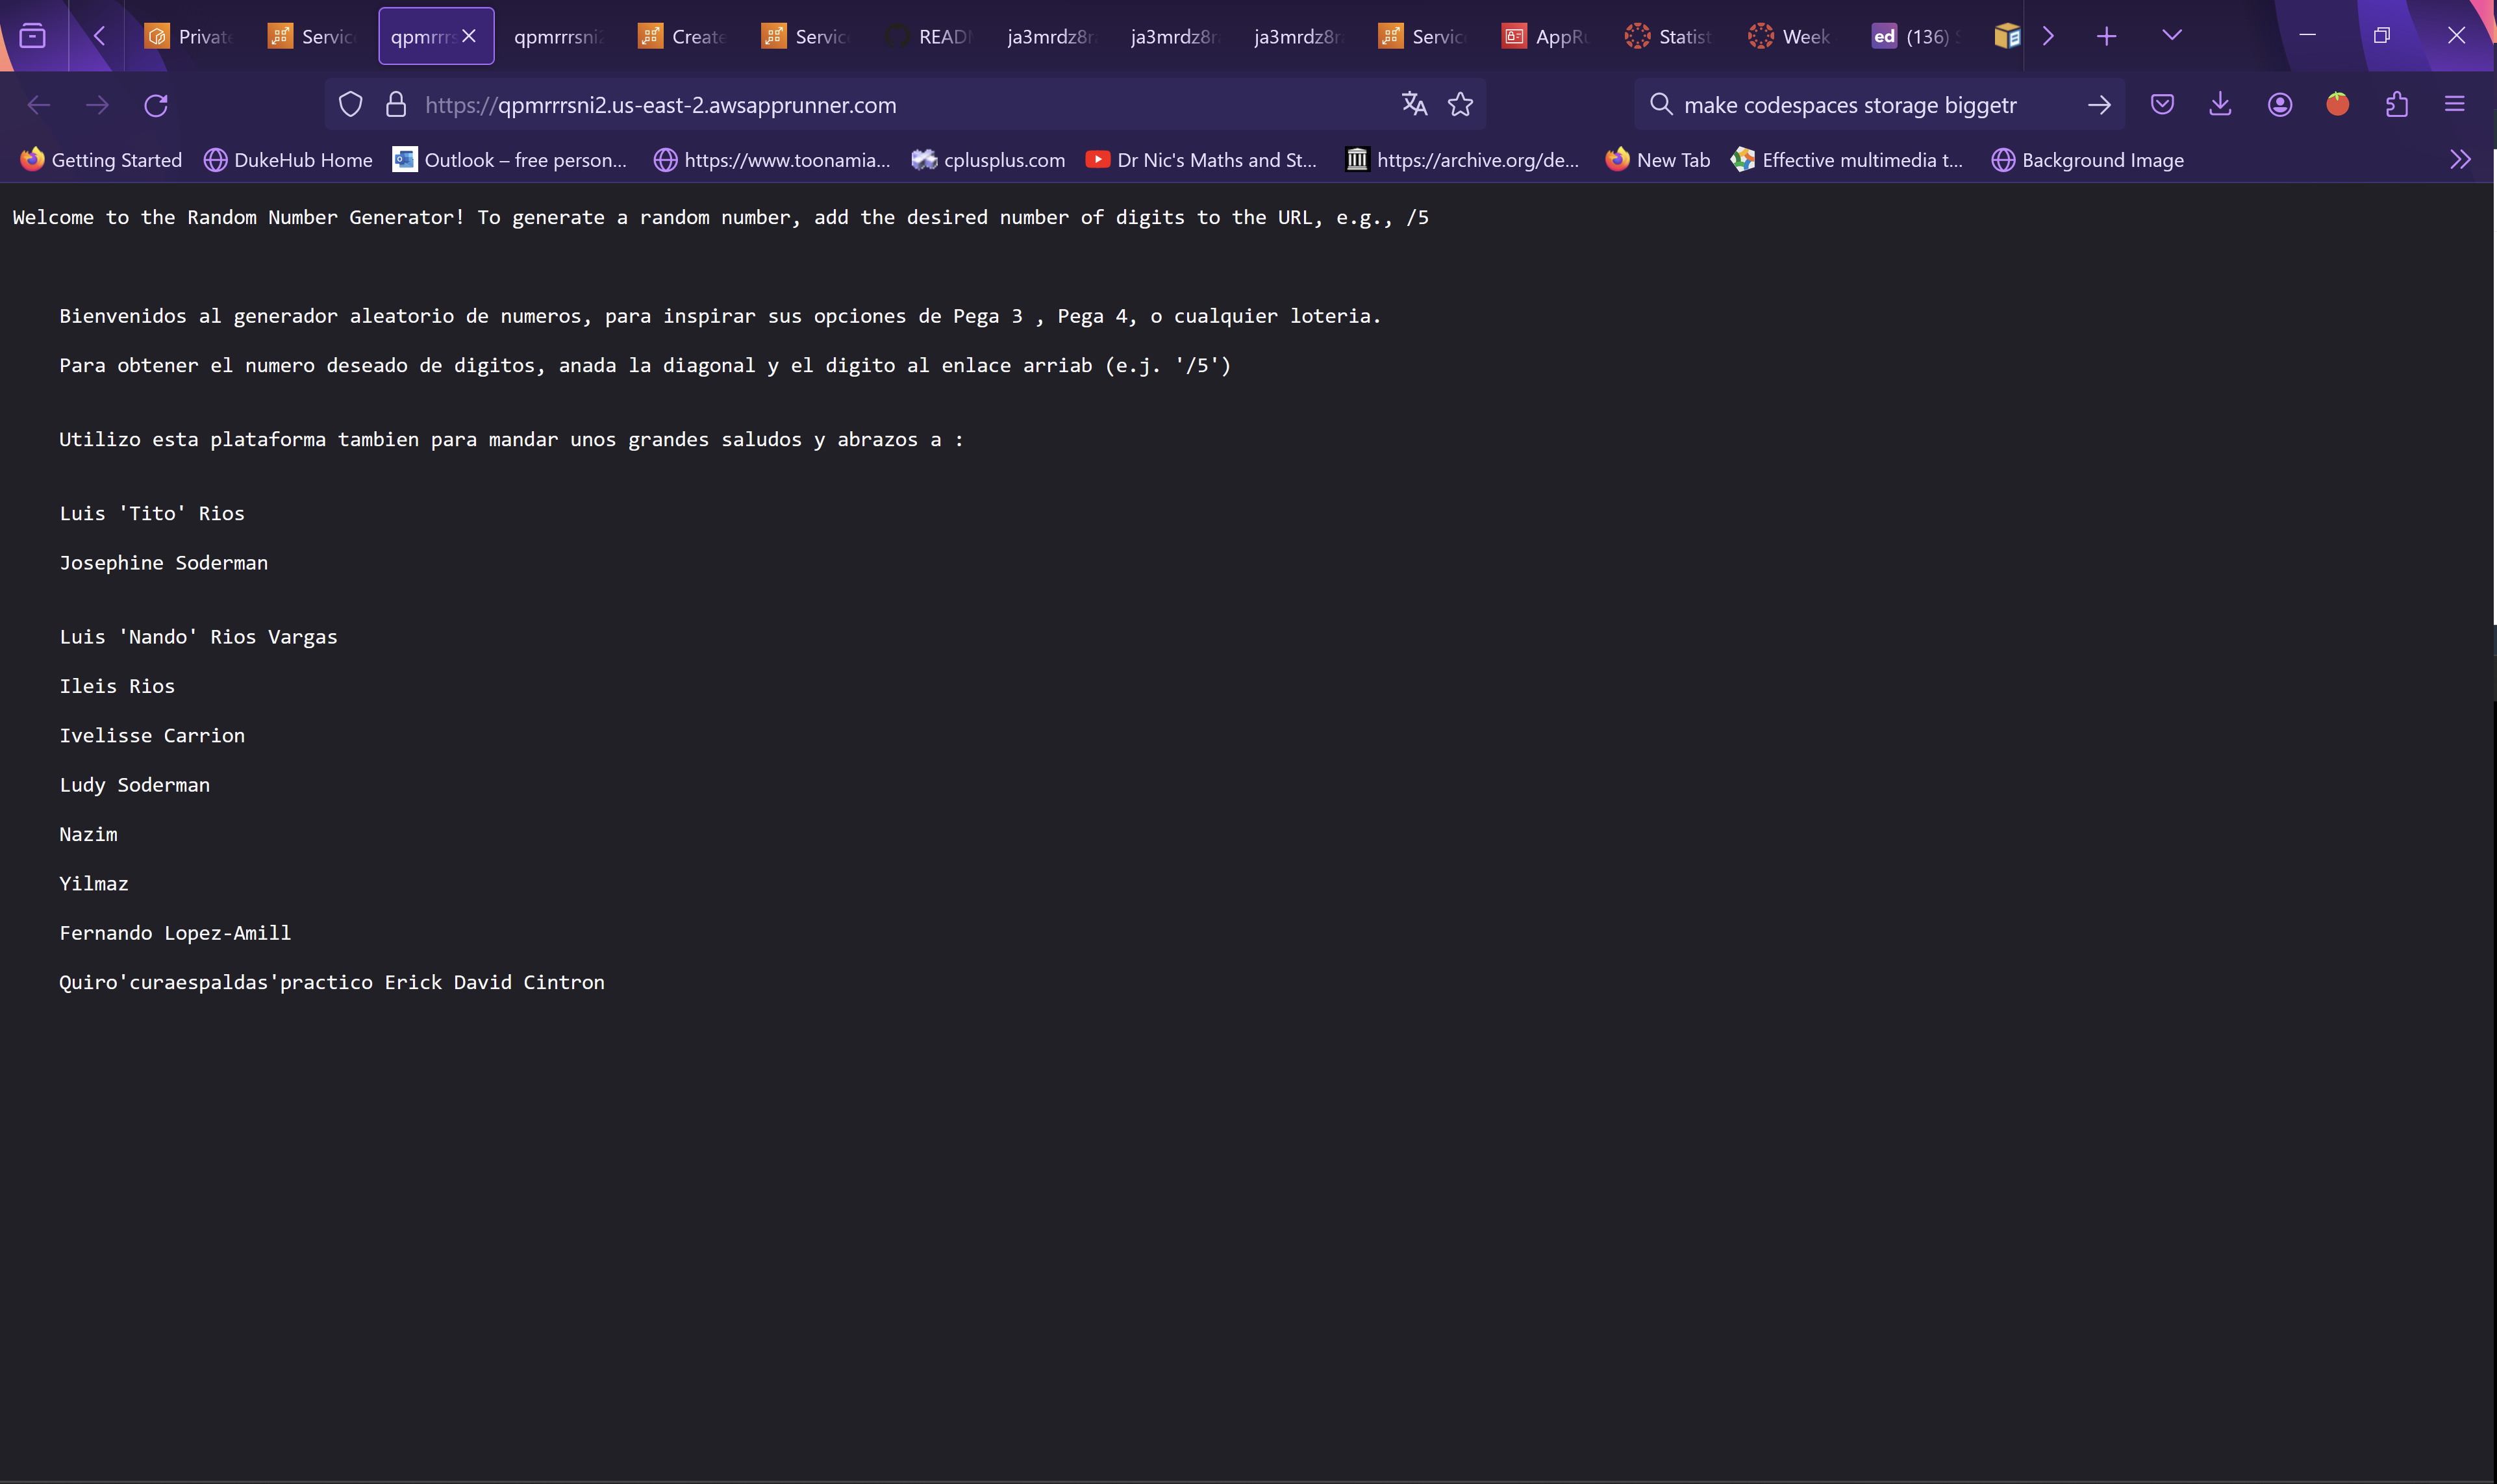 Private
Servic
qpmrrrs
qpmrrrsni2
Create
Servic
READM
ja3mrdz8r
ja3mrdz8r
ja3mrdz8r
Servic
AppRu
Statist
Week
ed (136)
https://qpmrrrsni2.us-east-2.awsapprunner.com
make codespaces storage biggetr
Getting Started
DukeHub Home
Outlook – free person...
https://www.toonamia...
cplusplus.com
Dr Nic's Maths and St...
https://archive.org/de...
New Tab
Effective multimedia t...
Background Image
Welcome to the Random Number Generator! To generate a random number, add the desired number of digits to the URL, e.g., /5
Bienvenidos al generador aleatorio de numeros, para inspirar sus opciones de Pega 3 , Pega 4, o cualquier loteria.
Para obtener el numero deseado de digitos, anada la diagonal y el digito al enlace arriab (e.j. '/5')
Utilizo esta plataforma tambien para mandar unos grandes saludos y abrazos a :
Luis 'Tito' Rios
Josephine Soderman
Luis 'Nando' Rios Vargas
Ileis Rios
Ivelisse Carrion
Ludy Soderman
Nazim
Yilmaz
Fernando Lopez-Amill
Quiro'curaespaldas'practico Erick David Cintron